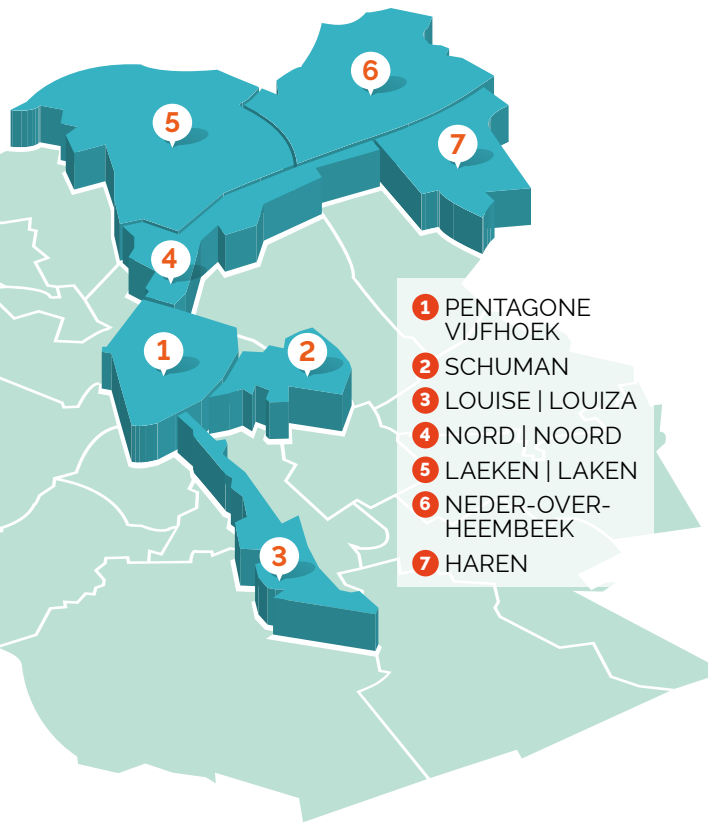 6
5
7
4
1
2
3
1 PENTAGONE
VIJFHOEK
2 SCHUMAN
3 LOUISE | LOUIZA
4 NORD | NOORD
5 LAEKEN | LAKEN
6 NEDER-OVER-
HEEMBEEK
7 HAREN